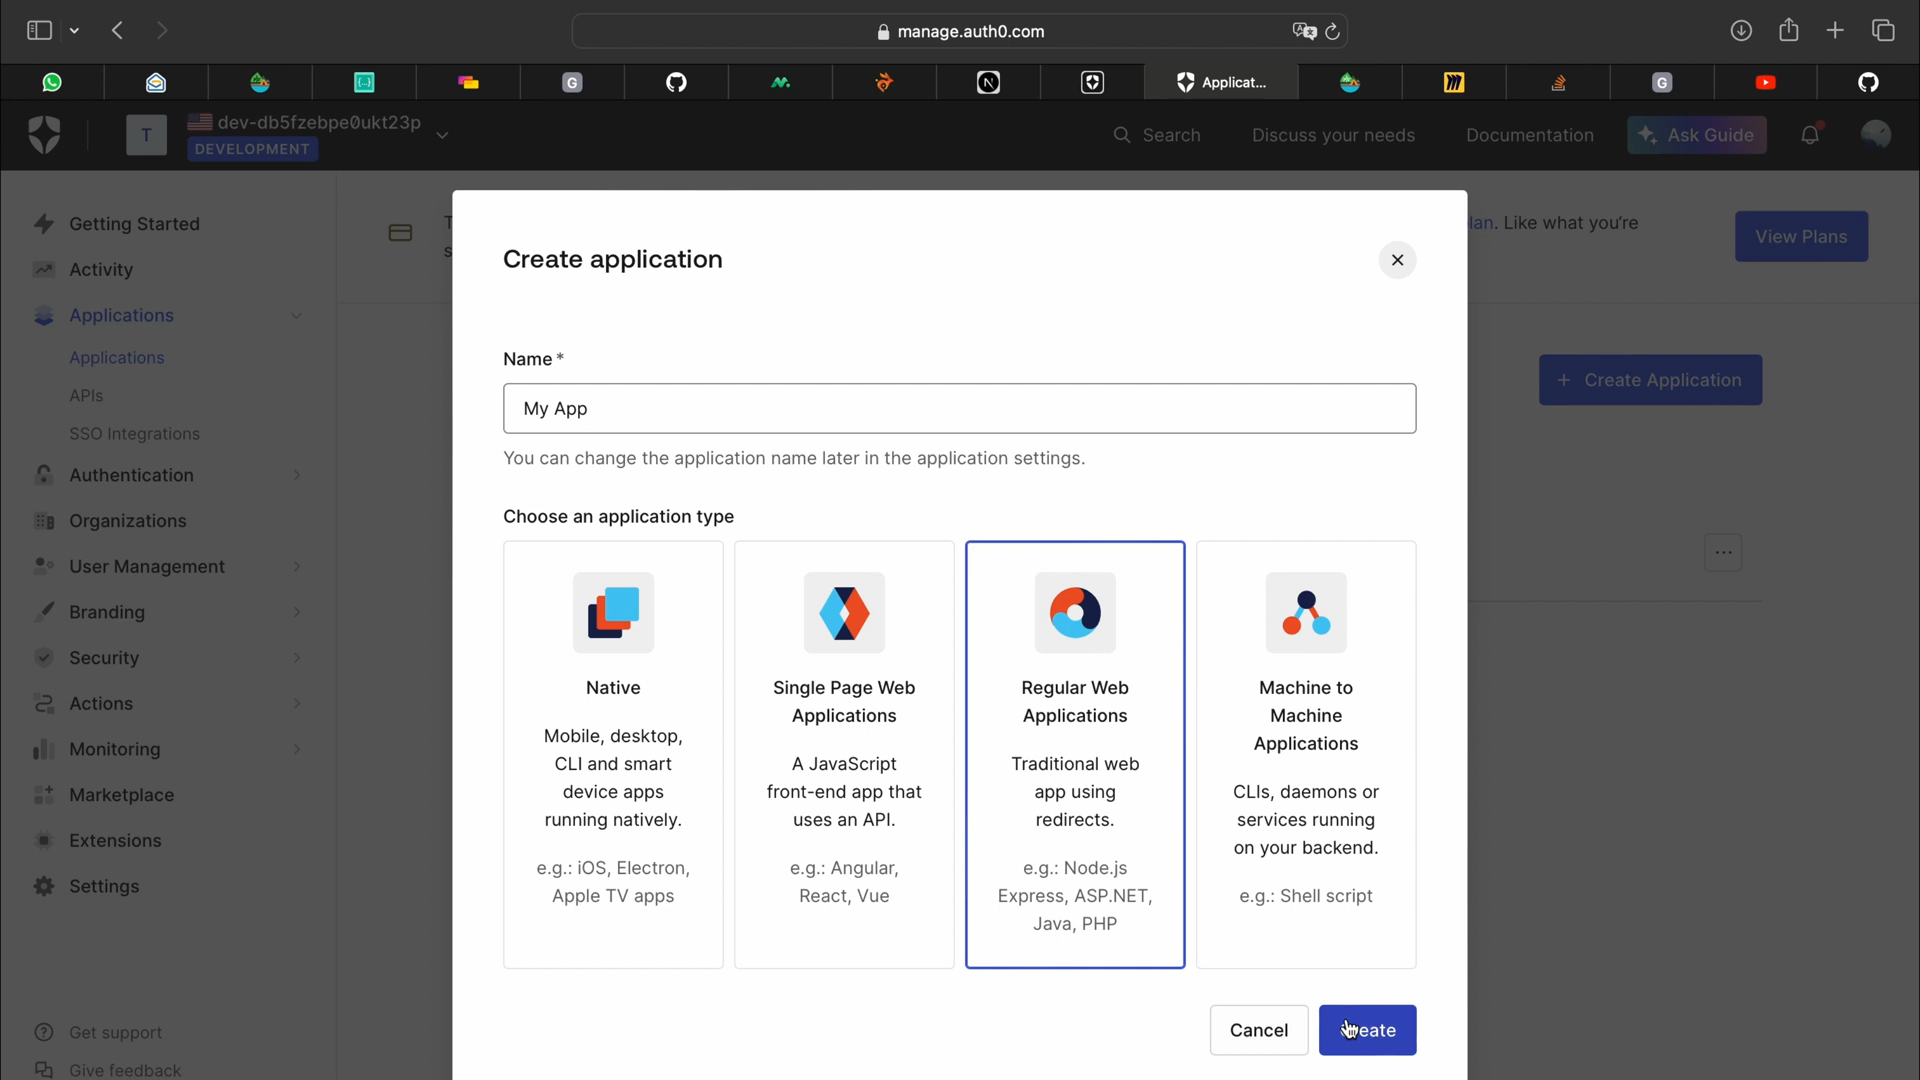 manage.auth0.com
G
N
Applicat...
G
T
dev-db5fzebpe0ukt23p
DEVELOPMENT
Search
Discuss your needs
Documentation
Ask Guide
Getting Started
Activity
Applications
Applications
APIs
SSO Integrations
Authentication
Organizations
User Management
Branding
Security
Actions
Monitoring
Marketplace
Extensions
Settings
Get support
Give feedback
lan. Like what you're
View Plans
+ Create Application
Create application
Name *
My App
You can change the application name later in the application settings.
Choose an application type
Native
Mobile, desktop,
CLI and smart
device apps
running natively.
e.g.: iOS, Electron,
Apple TV apps
Single Page Web
Applications
A JavaScript
front-end app that
uses an API.
e.g.: Angular,
React, Vue
Regular Web
Applications
Traditional web
app using
redirects.
e.g.: Node.js
Express, ASP.NET,
Java, PHP
Machine to
Machine
Applications
CLIs, daemons or
services running
on your backend.
e.g.: Shell script
Cancel
Create